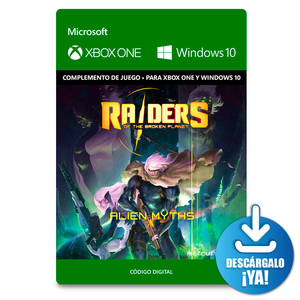 Microsoft
XBOX ONE
Windows 10
COMPLEMENTO DE JUEGO • PARA XBOX ONE Y WINDOWS 10
RAIDERS
OF THE BROKEN PLANET
ALIEN MYTHS
CÓDIGO DIGITAL
DESCÁRGALO
¡YA!